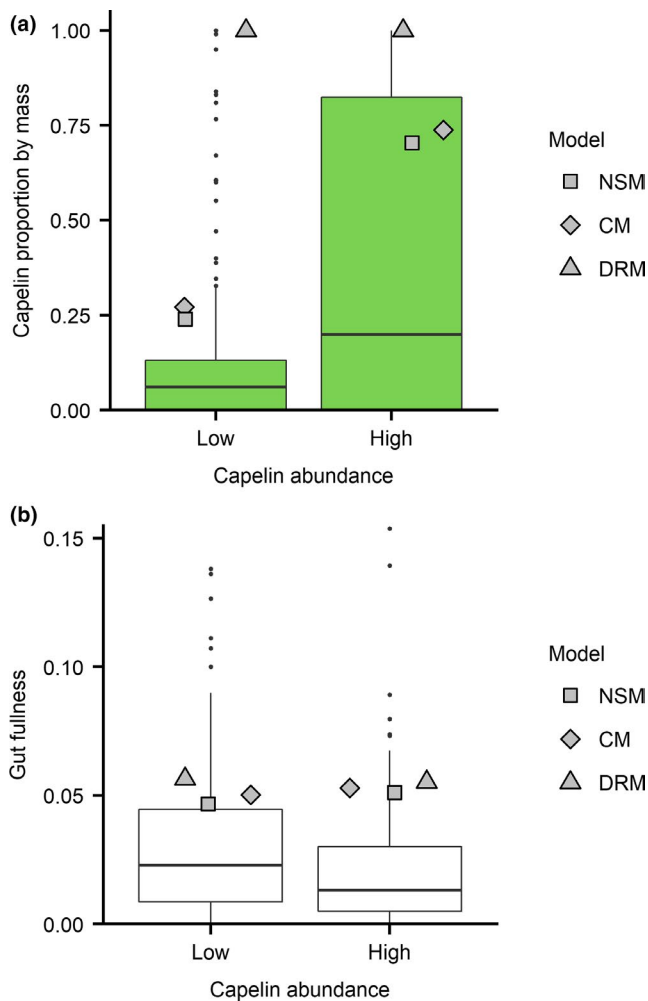 (a)
1.00
0.75
0.50
0.25
0.00
Capelin proportion by mass
Low
High
Capelin abundance
Model
NSM
CM
DRM
(b)
0.15
0.10
0.05
0.00
Gut fullness
Low
High
Capelin abundance
Model
NSM
CM
DRM